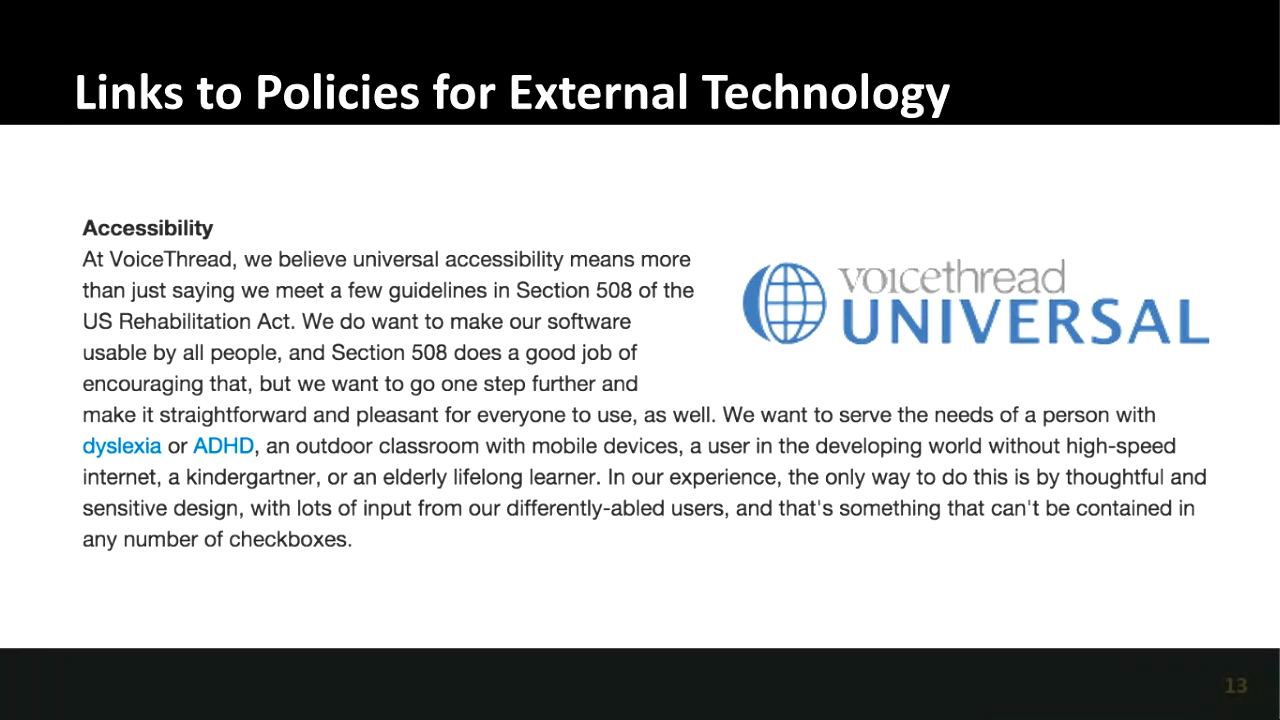 Links to Policies for External Technology
Accessibility
At VoiceThread, we believe universal accessibility means more
than just saying we meet a few guidelines in Section 508 of the
US Rehabilitation Act. We do want to make our software
usable by all people, and Section 508 does a good job of
encouraging that, but we want to go one step further and
make it straightforward and pleasant for everyone to use, as well. We want to serve the needs of a person with
dyslexia or ADHD, an outdoor classroom with mobile devices, a user in the developing world without high-speed
internet, a kindergartner, or an elderly lifelong learner. In our experience, the only way to do this is by thoughtful and
sensitive design, with lots of input from our differently-abled users, and that's something that can't be contained in
any number of checkboxes.
voicethread
UNIVERSAL
13